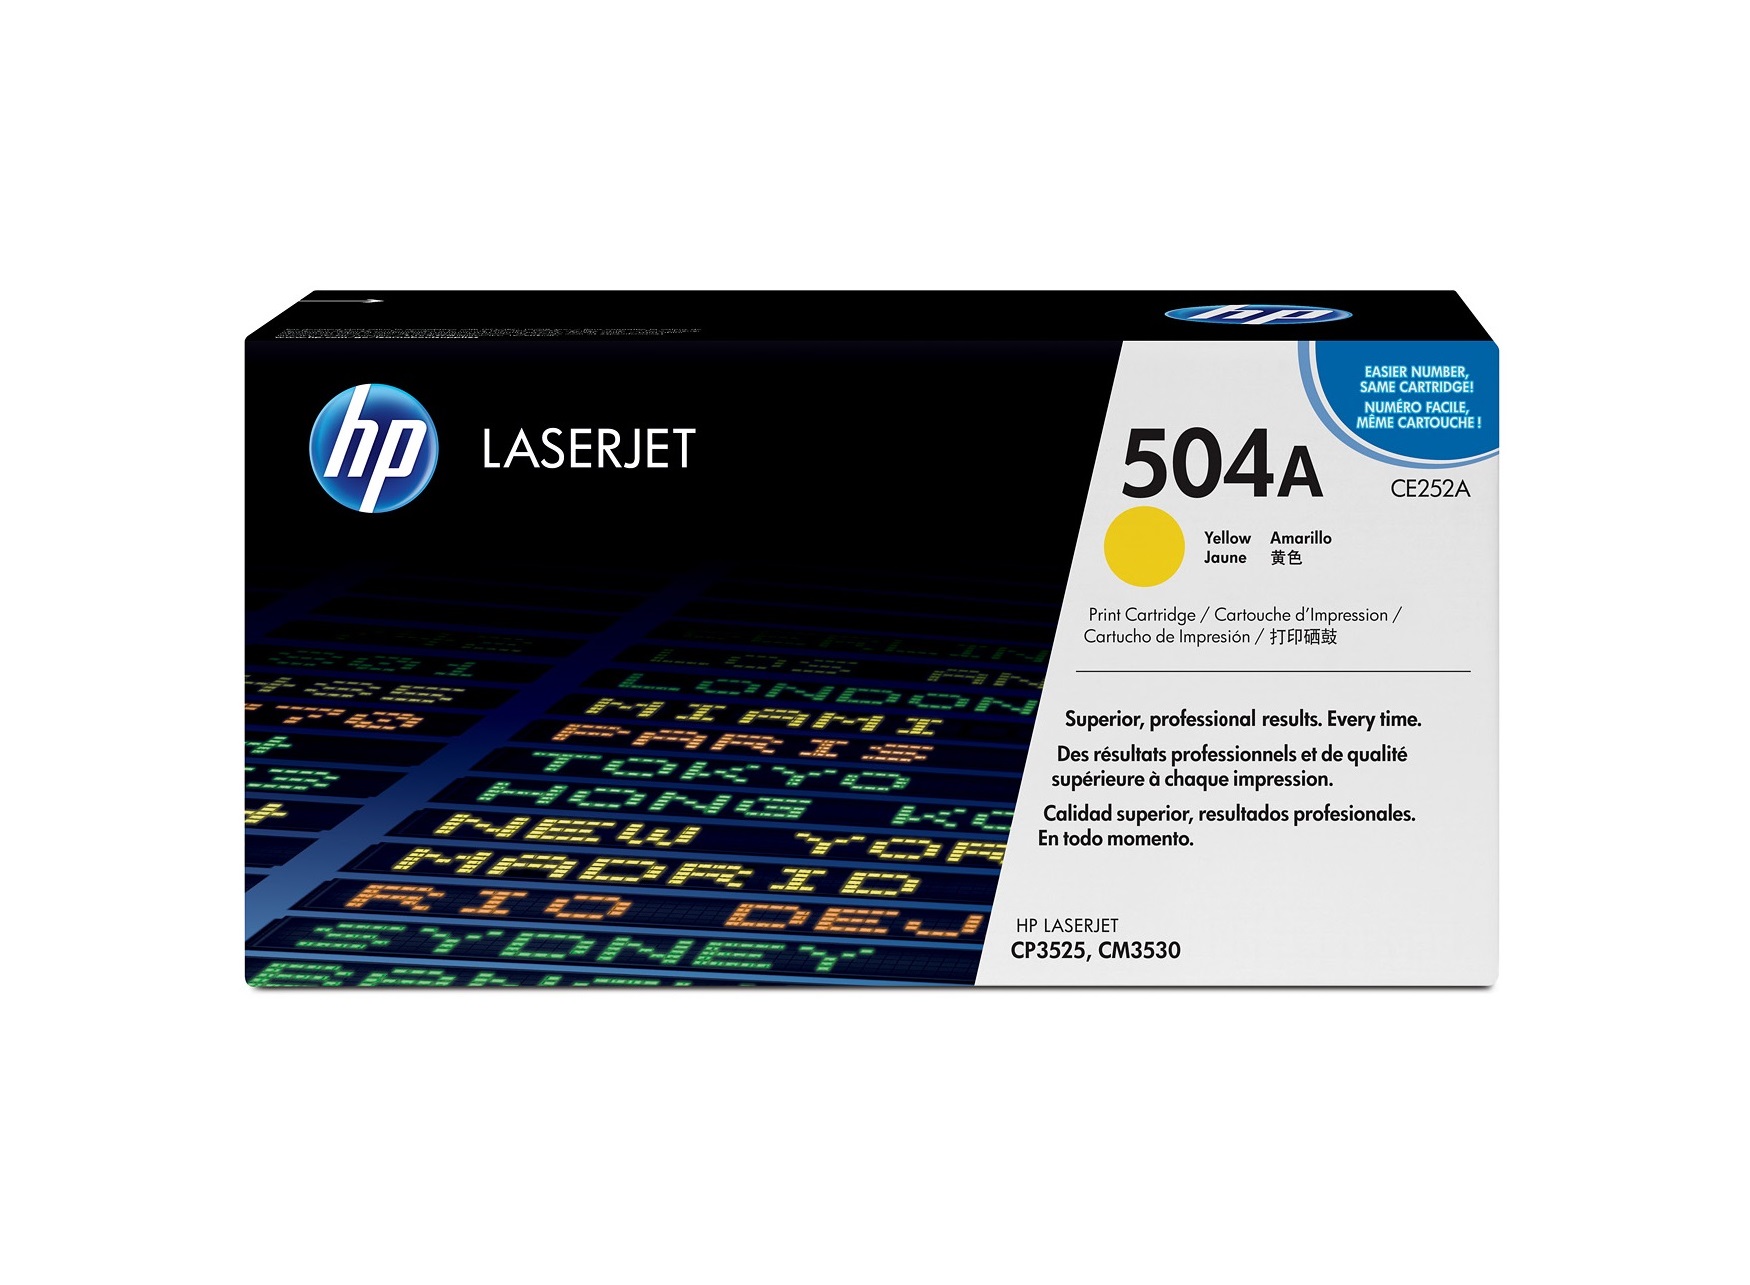 hp
hp
LASERJET
EASIER NUMBER,
SAME CARTRIDGE!
NUMÉRO FACILE,
MÊME CARTOUCHE !
504A
CE252A
Yellow Amarillo
Jaune 黄色
Print Cartridge / Cartouche d'Impression /
Cartucho de Impresión / 打印硒鼓
Superior, professional results. Every time.
Des résultats professionnels et de qualité
supérieure à chaque impression.
Calidad superior, resultados profesionales.
En todo momento.
HP LASERJET
CP3525, CM3530
LONDON
MIAMI
PARIS
TOKYO
HONG KO
NEW YOR
MADRID
RIO DEJ
SYDNEY